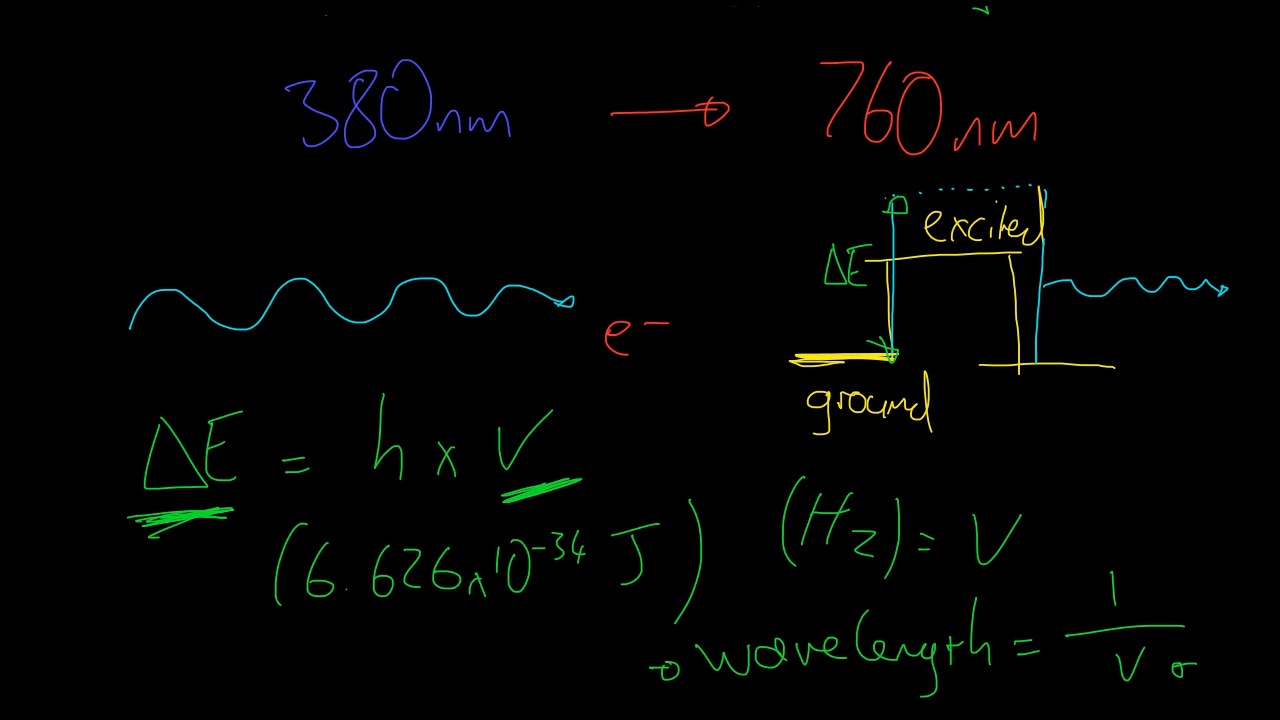 380nm → 760nm
excited
ΔE
e⁻
ground
ΔE = h x V
(6.626x10⁻³⁴ J)
(Hz) = V
wavelength = 1/V